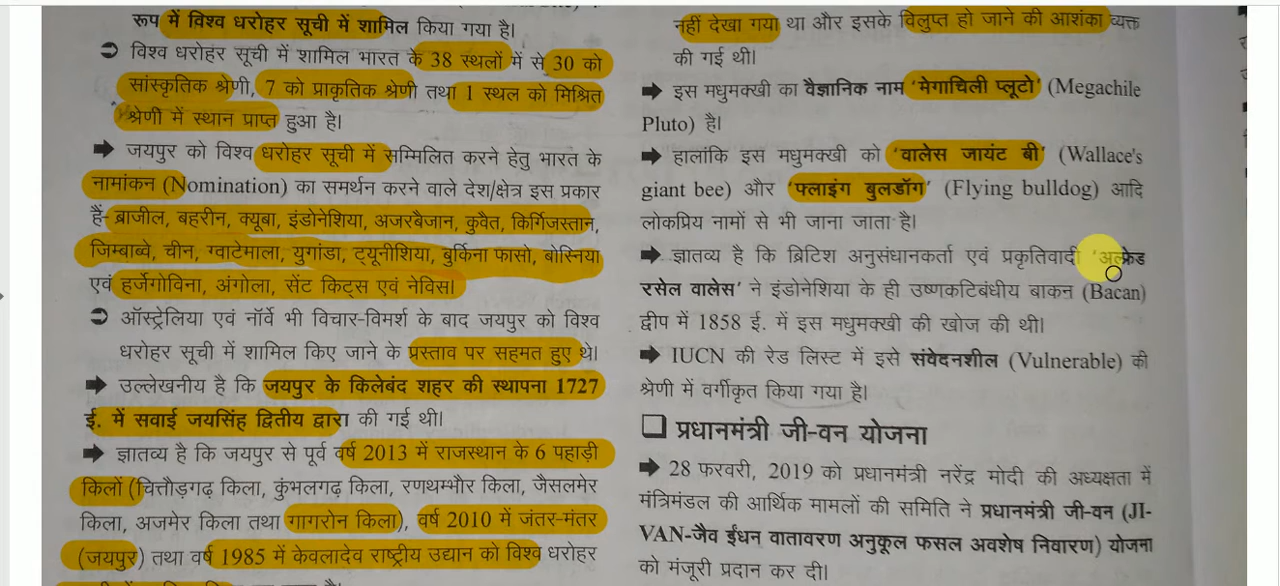 रूप में विश्व धरोहर सूची में शामिल किया गया है।
➲ विश्व धरोहर सूची में शामिल भारत के 38 स्थलों में से 30 को
सांस्कृतिक श्रेणी, 7 को प्राकृतिक श्रेणी तथा 1 स्थल को मिश्रित
श्रेणी में स्थान प्राप्त हुआ है।
➡ जयपुर को विश्व धरोहर सूची में सम्मिलित करने हेतु भारत के
नामांकन (Nomination) का समर्थन करने वाले देश/क्षेत्र इस प्रकार
हैं- ब्राजील, बहरीन, क्यूबा, इंडोनेशिया, अजरबैजान, कुवैत, किर्गिजस्तान,
जिम्बाब्वे, चीन, ग्वाटेमाला, युगांडा, ट्यूनीशिया, बुर्किना फासो, बोस्निया
एवं हर्जेगोविना, अंगोला, सेंट किट्स एवं नेविस।
➲ ऑस्ट्रेलिया एवं नॉर्वे भी विचार-विमर्श के बाद जयपुर को विश्व
धरोहर सूची में शामिल किए जाने के प्रस्ताव पर सहमत हुए थे।
➡ उल्लेखनीय है कि जयपुर के किलेबंद शहर की स्थापना 1727
ई. में सवाई जयसिंह द्वितीय द्वारा की गई थी।
➡ ज्ञातव्य है कि जयपुर से पूर्व वर्ष 2013 में राजस्थान के 6 पहाड़ी
किलों (चित्तौड़गढ़ किला, कुंभलगढ़ किला, रणथम्भौर किला, जैसलमेर
किला, अजमेर किला तथा गागरोन किला), वर्ष 2010 में जंतर-मंतर
(जयपुर) तथा वर्ष 1985 में केवलादेव राष्ट्रीय उद्यान को विश्व धरोहर
नहीं देखा गया था और इसके विलुप्त हो जाने की आशंका व्यक्त
की गई थी।
➡ इस मधुमक्खी का वैज्ञानिक नाम 'मेगाचिली प्लूटो' (Megachile
Pluto) है।
➡ हालांकि इस मधुमक्खी को 'वालेस जायंट बी' (Wallace's
giant bee) और 'फ्लाइंग बुलडॉग' (Flying bulldog) आदि
लोकप्रिय नामों से भी जाना जाता है।
➡ ज्ञातव्य है कि ब्रिटिश अनुसंधानकर्ता एवं प्रकृतिवादी 'अल्फ्रेड
रसेल वालेस' ने इंडोनेशिया के ही उष्णकटिबंधीय बाकन (Bacan)
द्वीप में 1858 ई. में इस मधुमक्खी की खोज की थी।
➡ IUCN की रेड लिस्ट में इसे संवेदनशील (Vulnerable) की
श्रेणी में वर्गीकृत किया गया है।
❑ प्रधानमंत्री जी-वन योजना
➡ 28 फरवरी, 2019 को प्रधानमंत्री नरेंद्र मोदी की अध्यक्षता में
मंत्रिमंडल की आर्थिक मामलों की समिति ने प्रधानमंत्री जी-वन (JI-
VAN-जैव ईंधन वातावरण अनुकूल फसल अवशेष निवारण) योजना
को मंजूरी प्रदान कर दी।